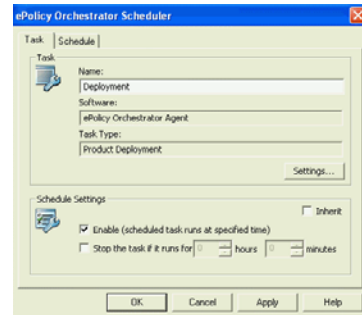 ePolicy Orchestrator Scheduler
Task Schedule
Task
Name:
Deployment
Software:
ePolicy Orchestrator Agent
Task Type:
Product Deployment
Settings...
Schedule Settings
Inherit
Enable (scheduled task runs at specified time)
Stop the task if it runs for 0 hours 0 minutes
OK Cancel Apply Help